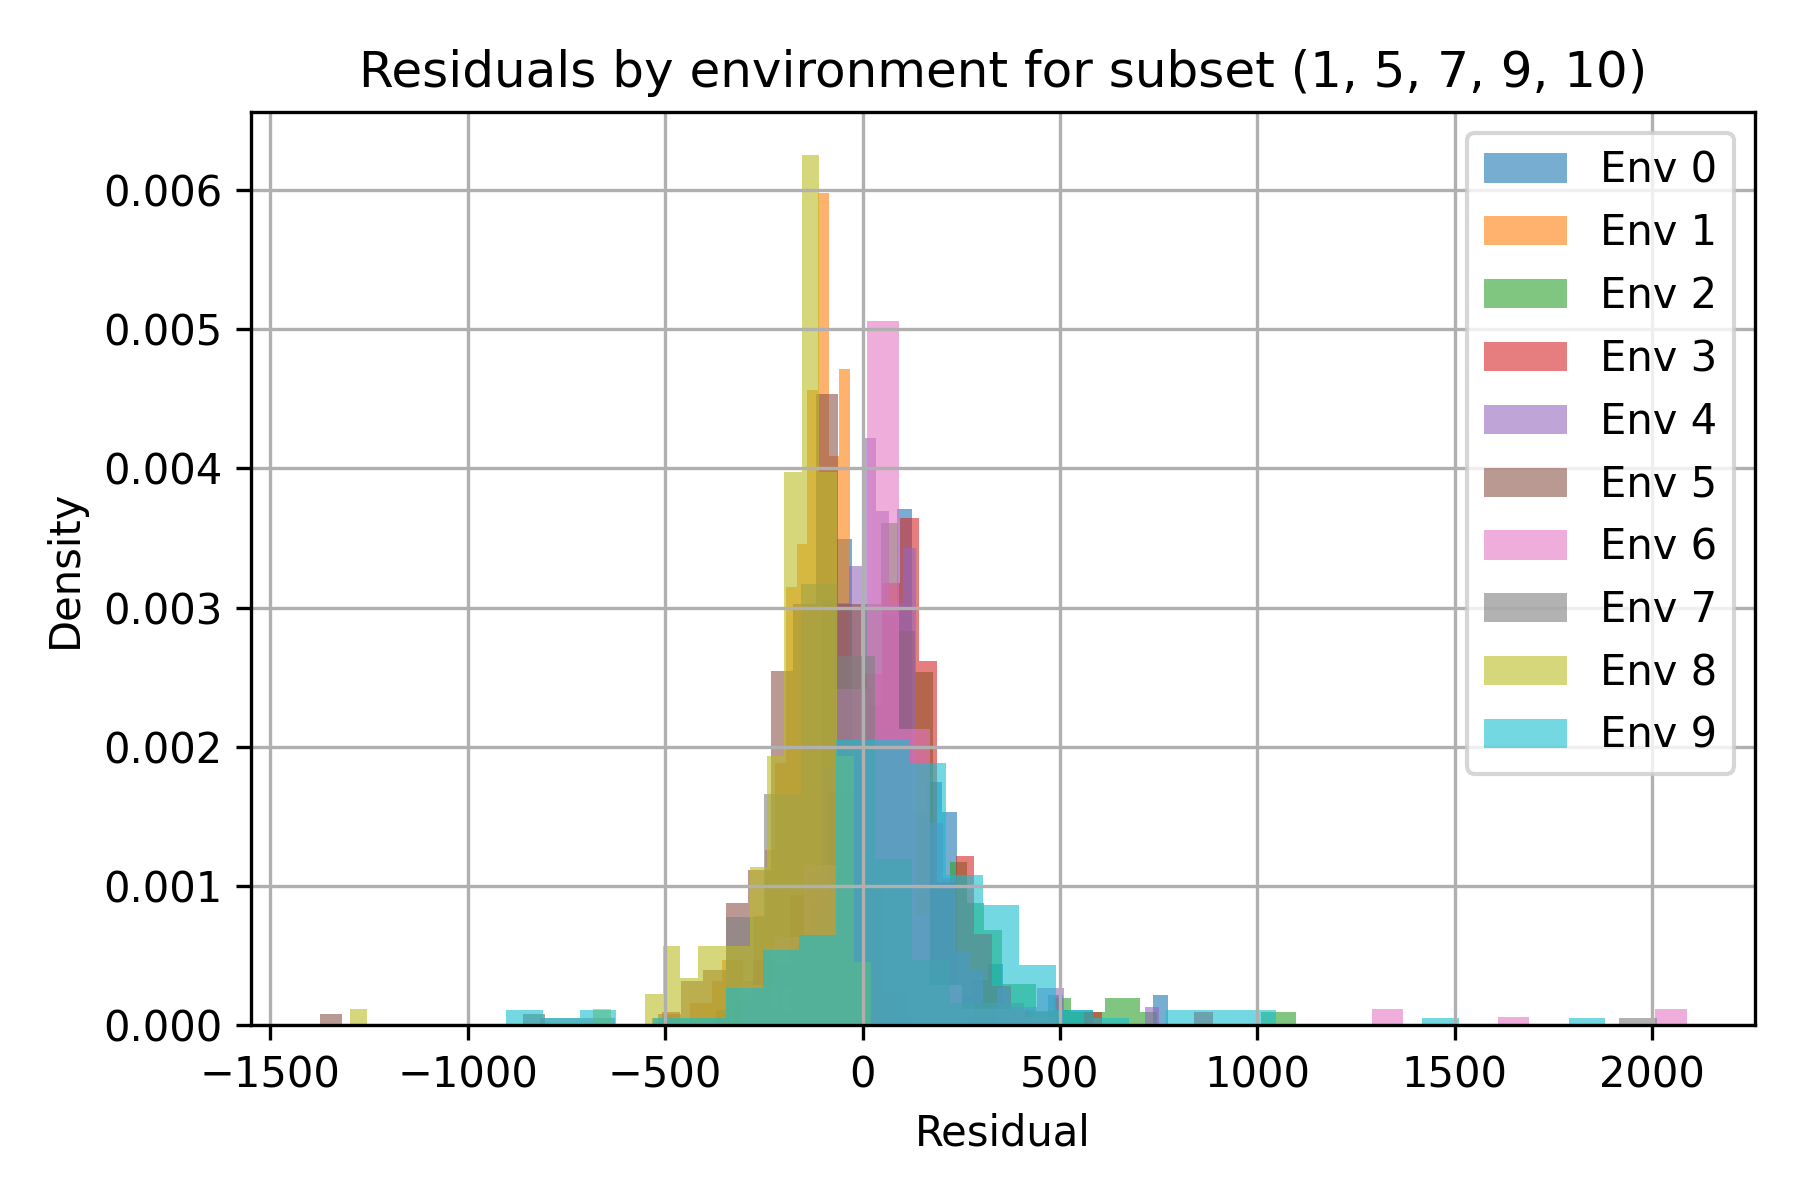 Residuals by environment for subset (1, 5, 7, 9, 10)
Density
0.006
0.005
0.004
0.003
0.002
0.001
0.000
−1500
−1000
−500
0
500
1000
1500
2000
Residual
Env 0
Env 1
Env 2
Env 3
Env 4
Env 5
Env 6
Env 7
Env 8
Env 9